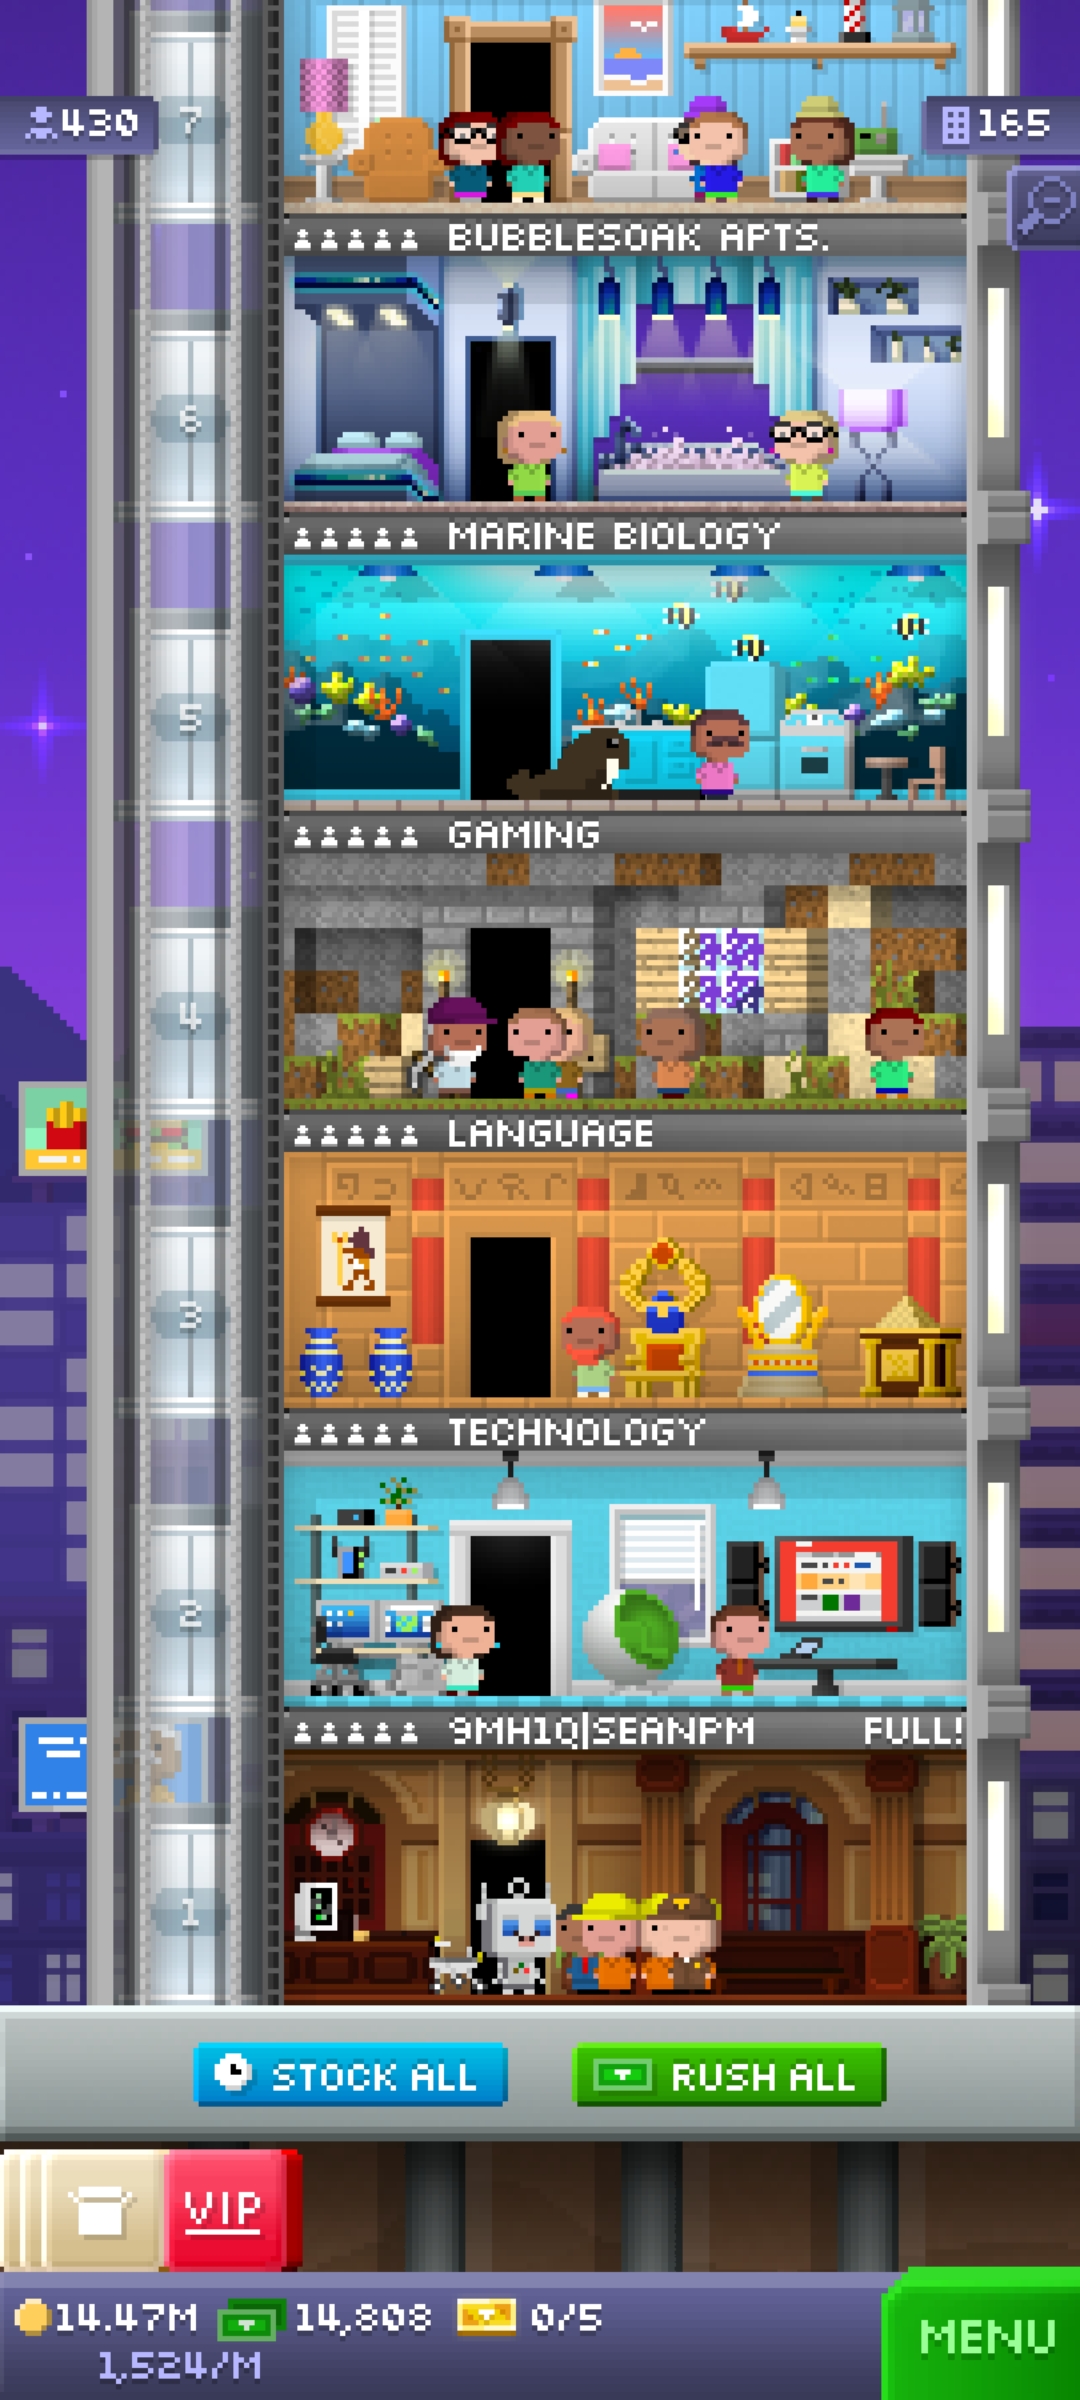 7
430
165
BUBBLESOAK APTS.
6
MARINE BIOLOGY
5
GAMING
4
LANGUAGE
3
TECHNOLOGY
2
9MH1Q|SEANPM FULL!
1
STOCK ALL
RUSH ALL
VIP
14.47M 14,808 0/5
1,524/M
MENU